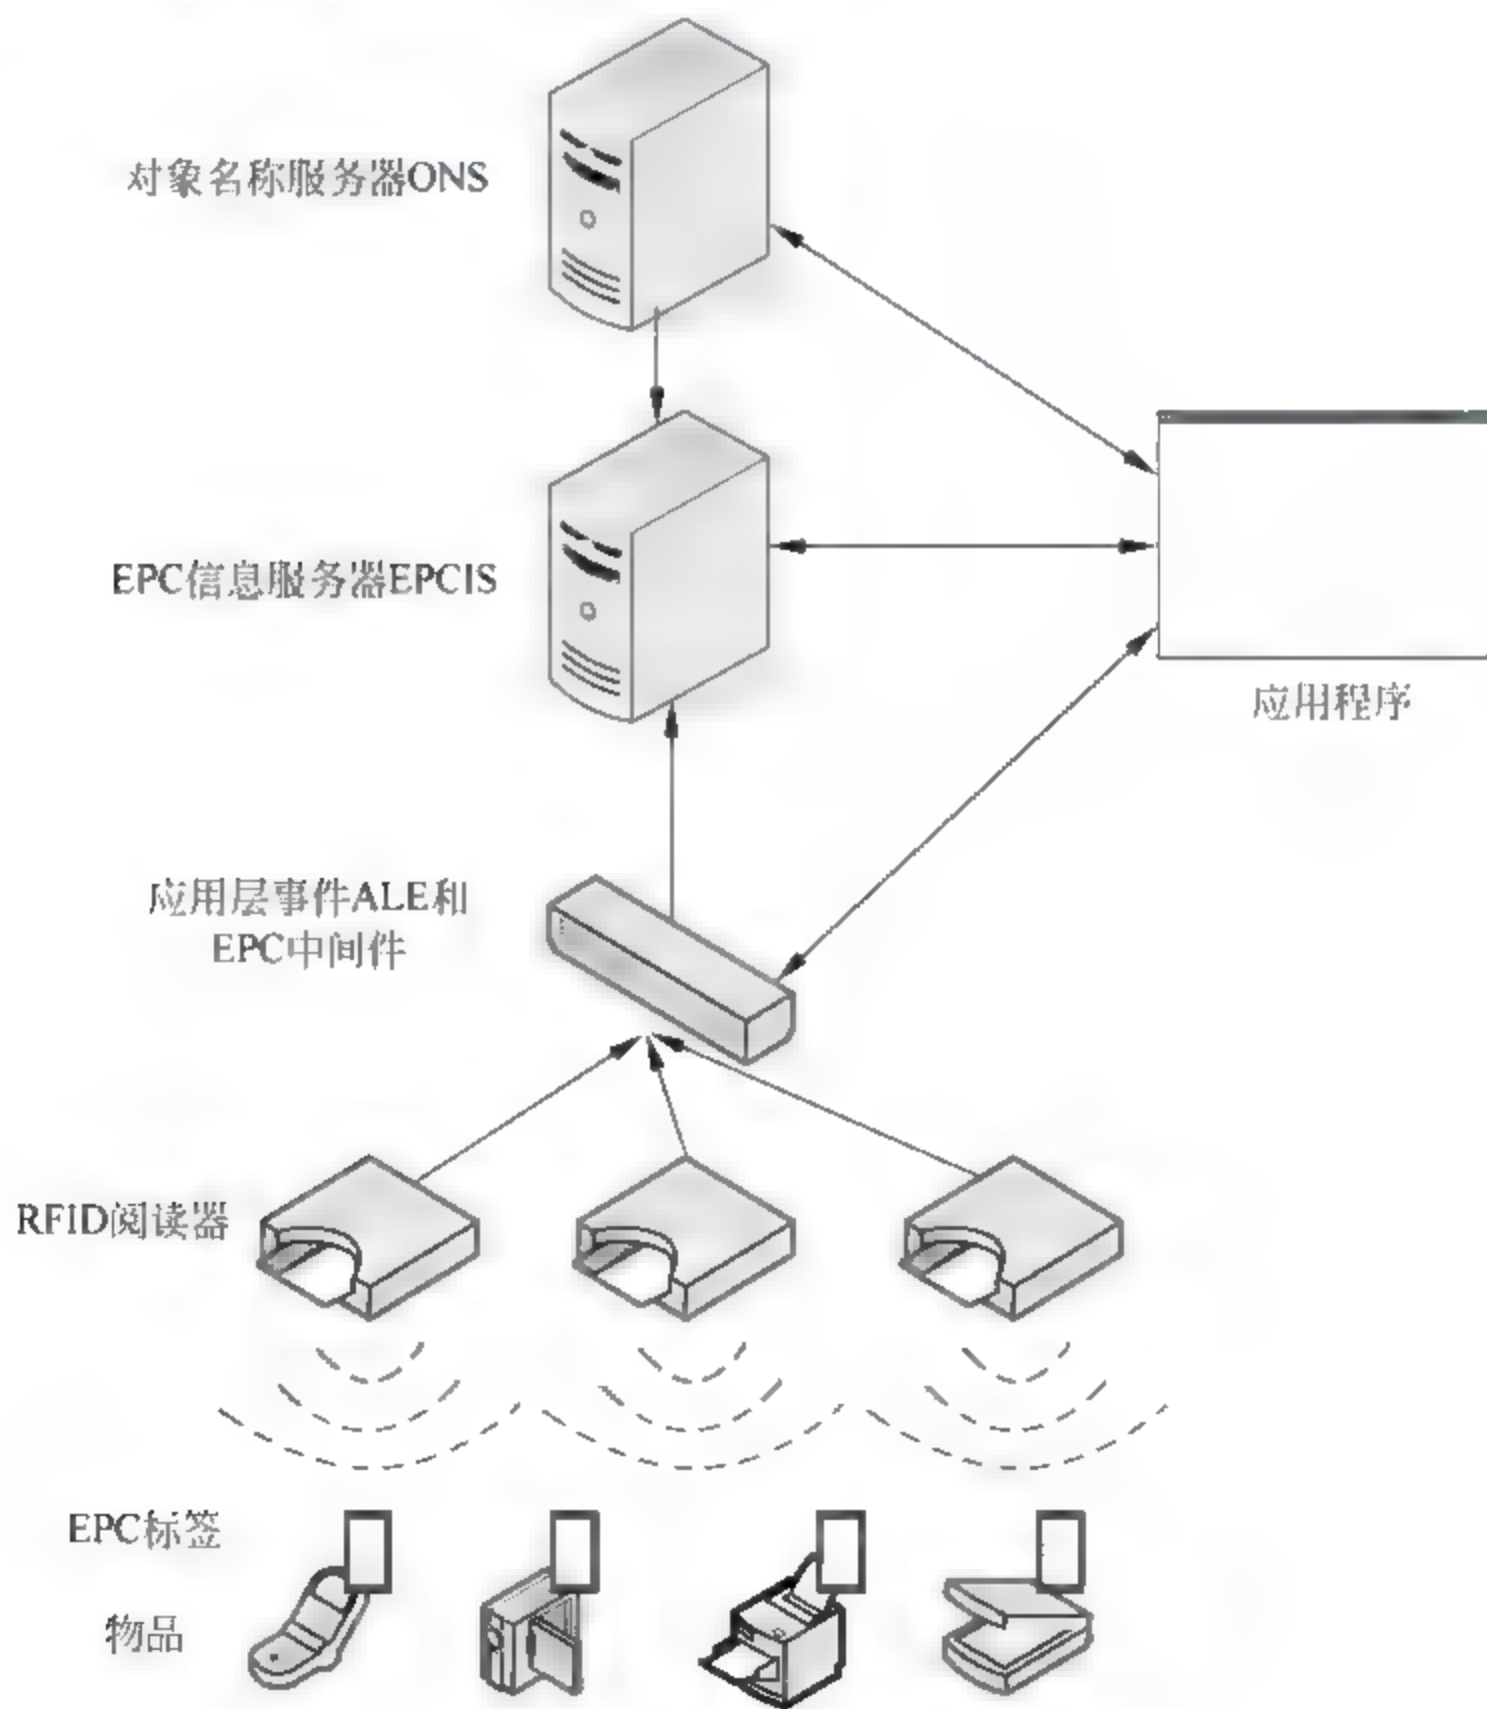 对象名称服务器ONS
EPC信息服务器EPCIS
应用程序
应用层事件ALE和
EPC中间件
RFID阅读器
EPC标签
物品